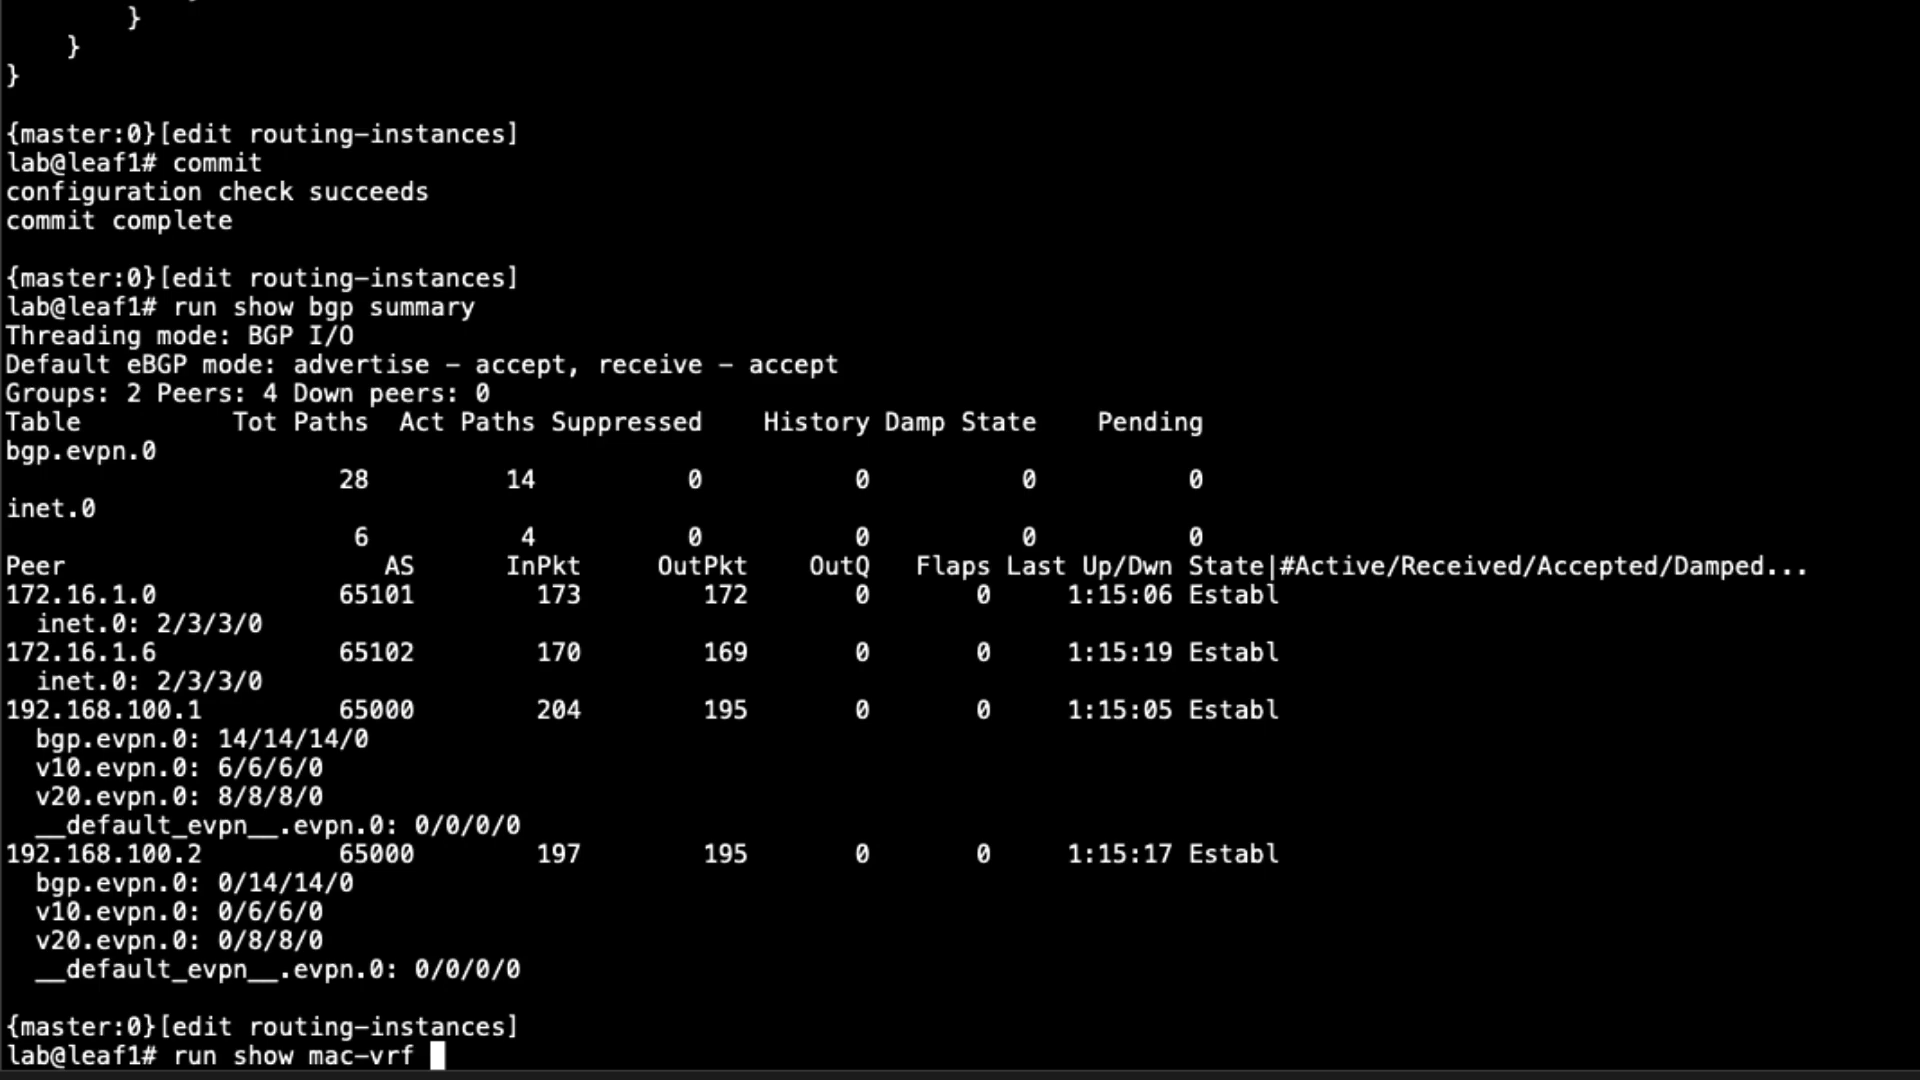 }
    }
}

{master:0}[edit routing-instances]
lab@leaf1# commit
configuration check succeeds
commit complete

{master:0}[edit routing-instances]
lab@leaf1# run show bgp summary
Threading mode: BGP I/O
Default eBGP mode: advertise - accept, receive - accept
Groups: 2 Peers: 4 Down peers: 0
Table          Tot Paths  Act Paths Suppressed    History Damp State    Pending
bgp.evpn.0
                      28         14          0          0          0          0
inet.0
                       6          4          0          0          0          0
Peer                     AS      InPkt     OutPkt    OutQ   Flaps Last Up/Dwn State|#Active/Received/Accepted/Damped...
172.16.1.0            65101        173        172       0       0     1:15:06 Establ
  inet.0: 2/3/3/0
172.16.1.6            65102        170        169       0       0     1:15:19 Establ
  inet.0: 2/3/3/0
192.168.100.1         65000        204        195       0       0     1:15:05 Establ
  bgp.evpn.0: 14/14/14/0
  v10.evpn.0: 6/6/6/0
  v20.evpn.0: 8/8/8/0
  __default_evpn__.evpn.0: 0/0/0/0
192.168.100.2         65000        197        195       0       0     1:15:17 Establ
  bgp.evpn.0: 0/14/14/0
  v10.evpn.0: 0/6/6/0
  v20.evpn.0: 0/8/8/0
  __default_evpn__.evpn.0: 0/0/0/0

{master:0}[edit routing-instances]
lab@leaf1# run show mac-vrf